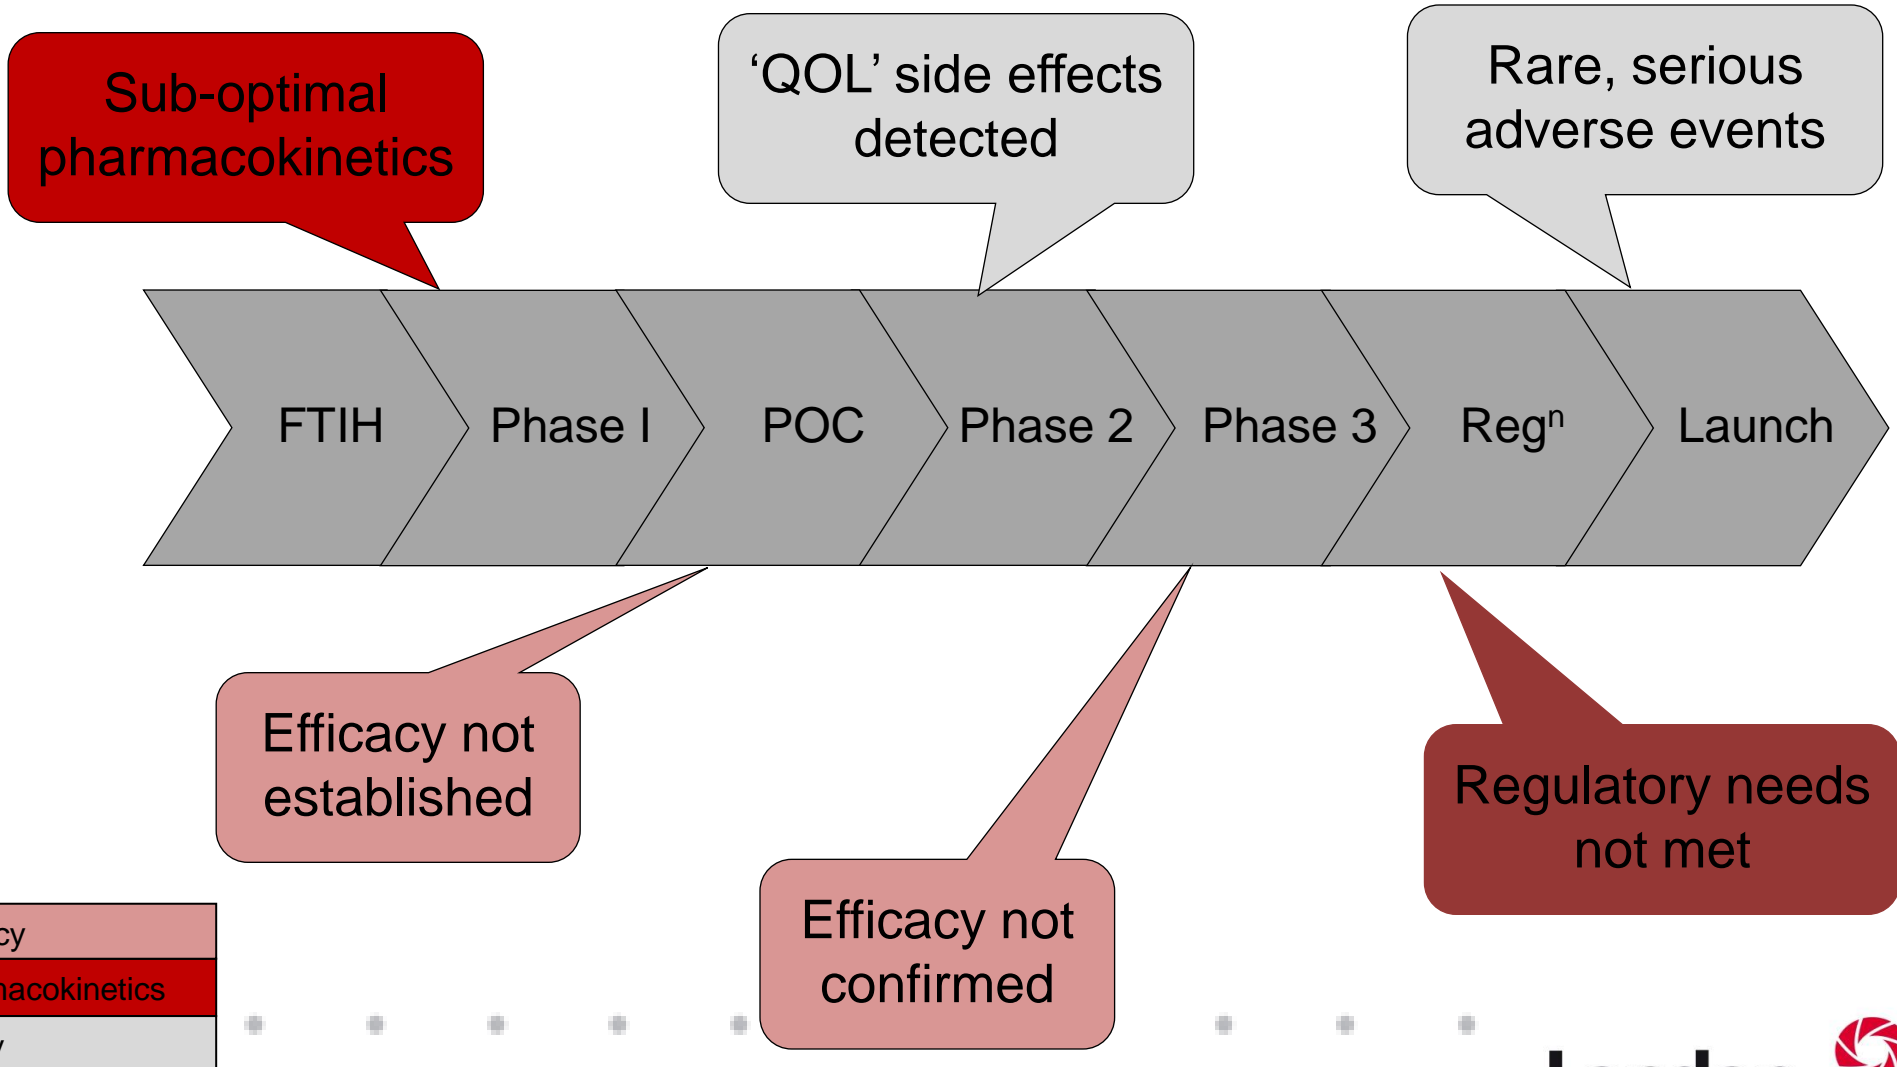 Sub-optimal
pharmacokinetics
‘QOL’ side effects
detected
Rare, serious
adverse events
FTIH
Phase I
POC
Phase 2
Phase 3
Regⁿ
Launch
Efficacy not
established
Efficacy not
confirmed
Regulatory needs
not met
cy
nacokinetics